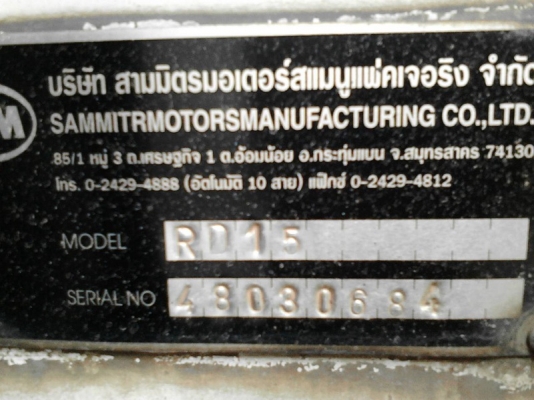 M
บริษัท สามมิตรมอเตอร์สแมนูแฟคเจอริง จำกัด
SAMMITRMOTORSMANUFACTURING CO.,LTD.
85/1 หมู่ 3 ถ.เศรษฐกิจ 1 ต.อ้อมน้อย อ.กระทุ่มแบน จ.สมุทรสาคร 74130
โทร. 0-2429-4888 (อัตโนมัติ 10 สาย) แฟ็กซ์ 0-2429-4812
MODEL RD15
SERIAL NO 48030684